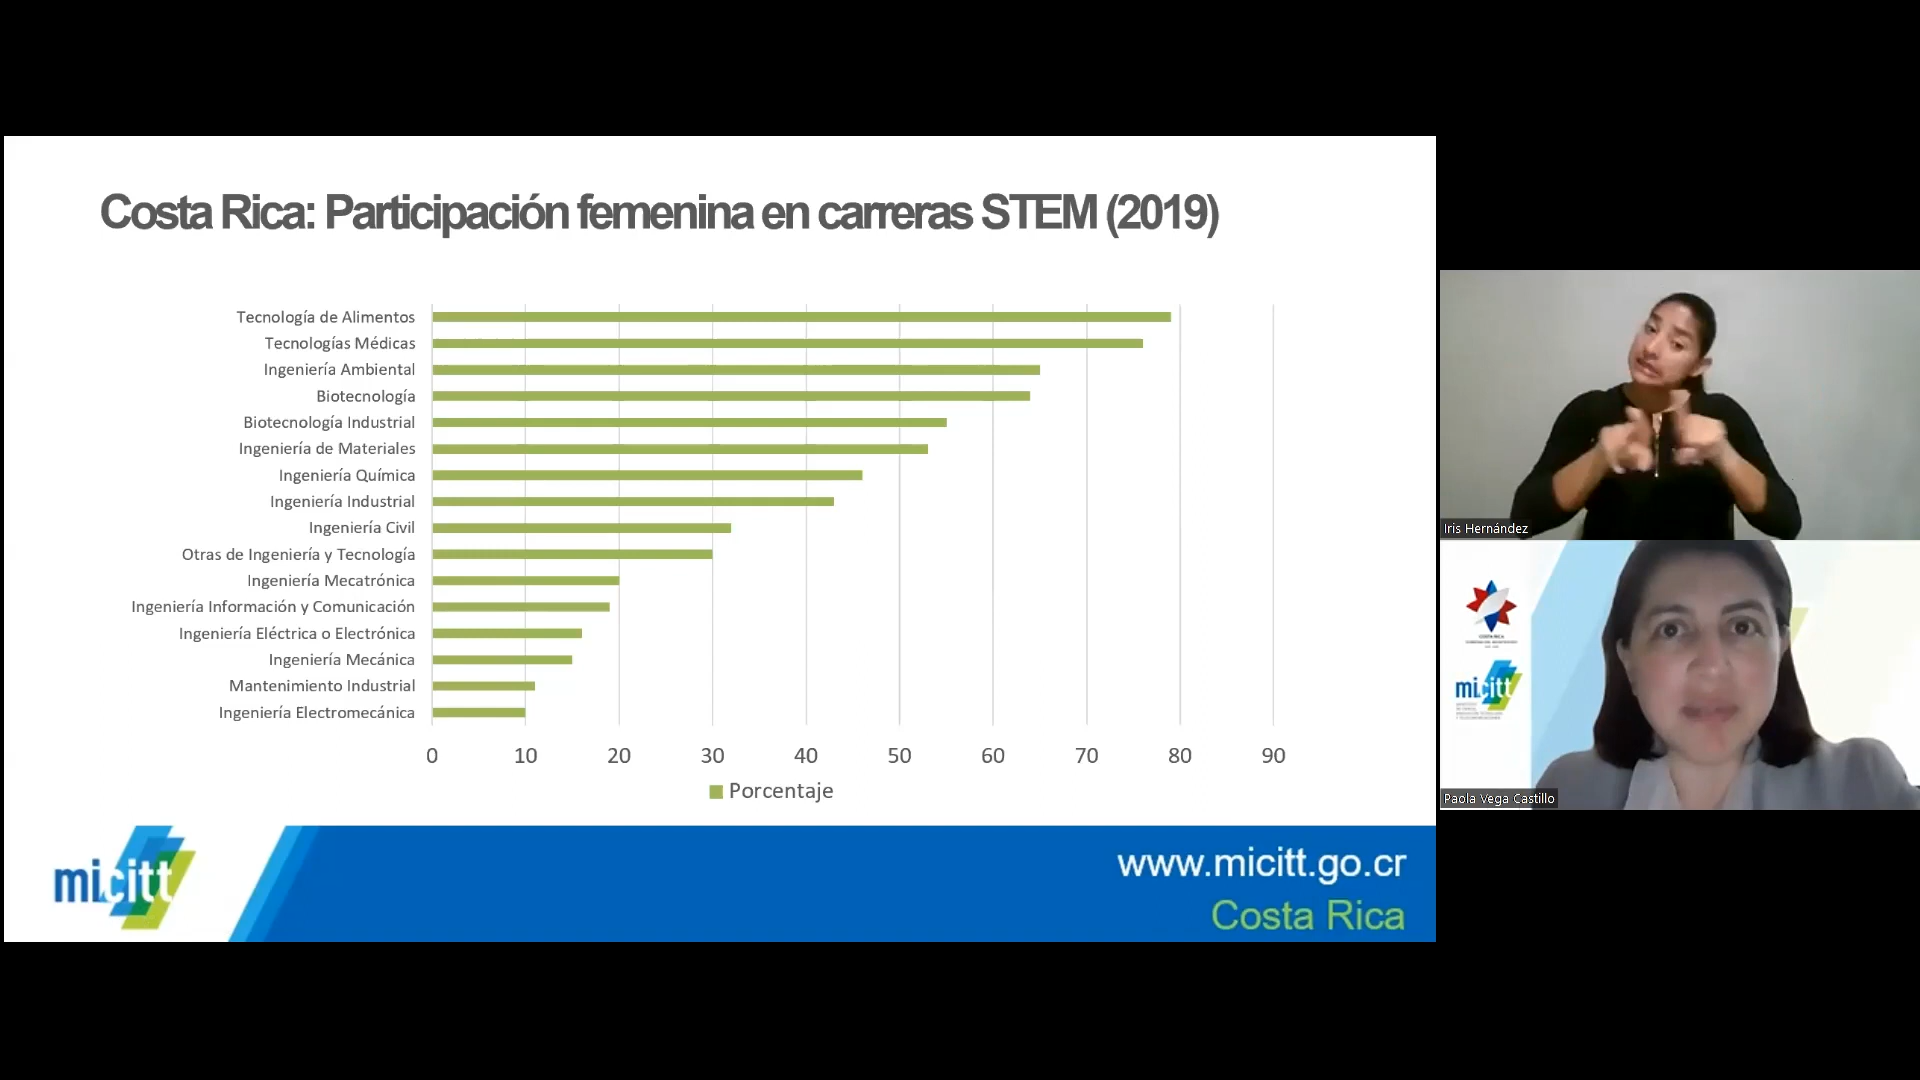 Costa Rica: Participación femenina en carreras STEM (2019)
Tecnología de Alimentos
Tecnologías Médicas
Ingeniería Ambiental
Biotecnología
Biotecnología Industrial
Ingeniería de Materiales
Ingeniería Química
Ingeniería Industrial
Ingeniería Civil
Otras de Ingeniería y Tecnología
Ingeniería Mecatrónica
Ingeniería Información y Comunicación
Ingeniería Eléctrica o Electrónica
Ingeniería Mecánica
Mantenimiento Industrial
Ingeniería Electromecánica
0 10 20 30 40 50 60 70 80 90
Porcentaje
micitt
www.micitt.go.cr
Costa Rica
Iris Hernández
COSTA RICA
micitt
Paola Vega Castillo